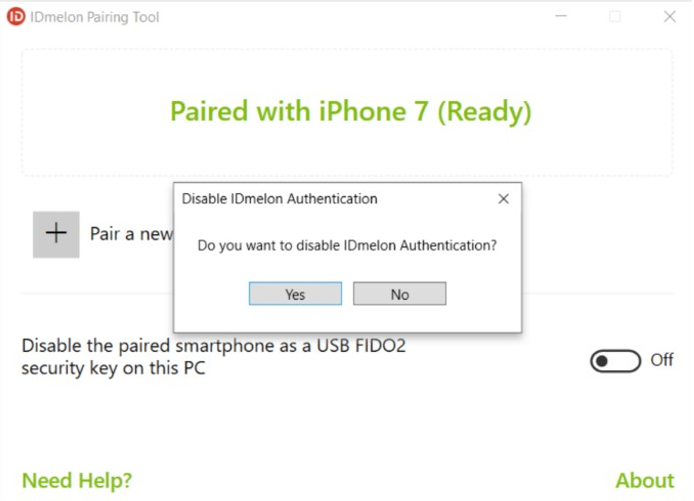 ID IDmelon Pairing Tool
Paired with iPhone 7 (Ready)
Disable IDmelon Authentication
Pair a new
Do you want to disable IDmelon Authentication?
Yes No
Disable the paired smartphone as a USB FIDO2
security key on this PC
Off
Need Help? About